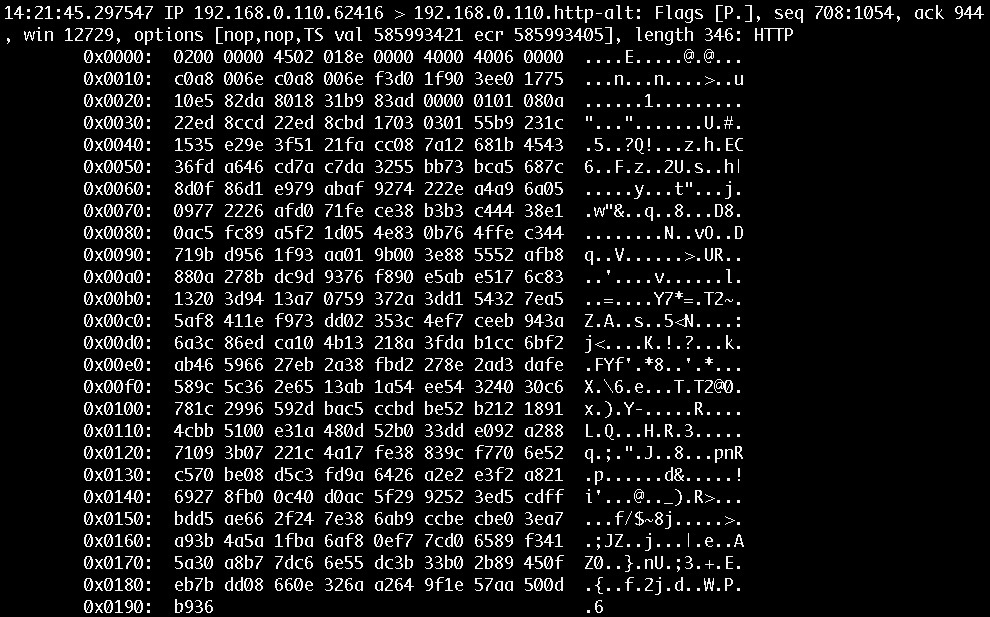 14:21:45.297547 IP 192.168.0.110.62416 > 192.168.0.110.http-alt: Flags [P.], seq 708:1054, ack 944
, win 12729, options [nop,nop,TS val 585993421 ecr 585993405], length 346: HTTP
0x0000: 0200 0000 4502 018e 0000 4000 4006 0000 ....E.....@.@...
0x0010: c0a8 006e c0a8 006e f3d0 1f90 3ee0 1775 ...n...n....>..u
0x0020: 10e5 82da 8018 31b9 83ad 0000 0101 080a ......1.........
0x0030: 22ed 8ccd 22ed 8cbd 1703 0301 55b9 231c "...".......U.#.
0x0040: 1535 e29e 3f51 21fa cc08 7a12 681b 4543 .5..?Q!...z.h.EC
0x0050: 36fd a646 cd7a c7da 3255 bb73 bca5 687c 6..F.z..2U.s..h|
0x0060: 8d0f 86d1 e979 abaf 9274 222e a4a9 6a05 .....y...t"...j.
0x0070: 0977 2226 afd0 71fe ce38 b3b3 c444 38e1 .w"&..q..8...D8.
0x0080: 0ac5 fc89 a5f2 1d05 4e83 0b76 4ffe c344 ........N..vO..D
0x0090: 719b d956 1f93 aa01 9b00 3e88 5552 afb8 q..V......>.UR..
0x00a0: 880a 278b dc9d 9376 f890 e5ab e517 6c83 ..'....v......l.
0x00b0: 1320 3d94 13a7 0759 372a 3dd1 5432 7ea5 ..=....Y7*=.T2~.
0x00c0: 5af8 411e f973 dd02 353c 4ef7 ceeb 943a Z.A..s..5<N....:
0x00d0: 6a3c 86ed ca10 4b13 218a 3fda b1cc 6bf2 j<....K.!.?...k.
0x00e0: ab46 5966 27eb 2a38 fbd2 278e 2ad3 dafe .FYf'.*8..'.*...
0x00f0: 589c 5c36 2e65 13ab 1a54 ee54 3240 30c6 X.\6.e...T.T2@0.
0x0100: 781c 2996 592d bac5 ccbd be52 b212 1891 x.).Y-.....R....
0x0110: 4cbb 5100 e31a 480d 52b0 33dd e092 a288 L.Q...H.R.3.....
0x0120: 7109 3b07 221c 4a17 fe38 839c f770 6e52 q.;.".J..8...pnR
0x0130: c570 be08 d5c3 fd9a 6426 a2e2 e3f2 a821 .p......d&.....!
0x0140: 6927 8fb0 0c40 d0ac 5f29 9252 3ed5 cdff i'...@.._).R>...
0x0150: bdd5 ae66 2f24 7e38 6ab9 ccbe cbe0 3ea7 ...f/$~8j.....>.
0x0160: a93b 4a5a 1fba 6af8 0ef7 7cd0 6589 f341 .;JZ..j...|.e..A
0x0170: 5a30 a8b7 7dc6 6e55 dc3b 33b0 2b89 450f Z0..}.nU.;3.+.E.
0x0180: eb7b dd08 660e 326a a264 9f1e 57aa 500d .{..f.2j.d..W.P.
0x0190: b936 .6